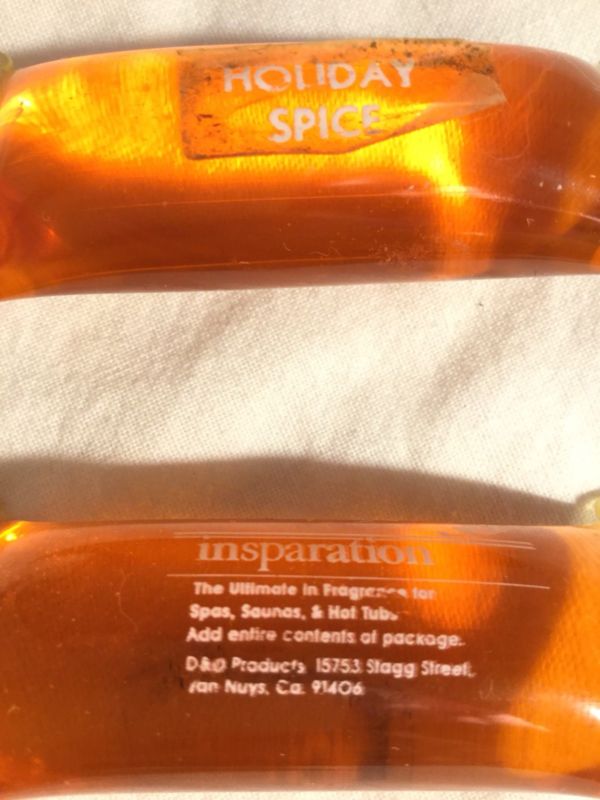 HOLIDAY
SPICE
insparation
The Ultimate in Fragrance for
Spas, Saunas, & Hot Tubs.
Add entire contents of package.
D&D Products 15753 Stagg Street,
Van Nuys, Ca. 91406